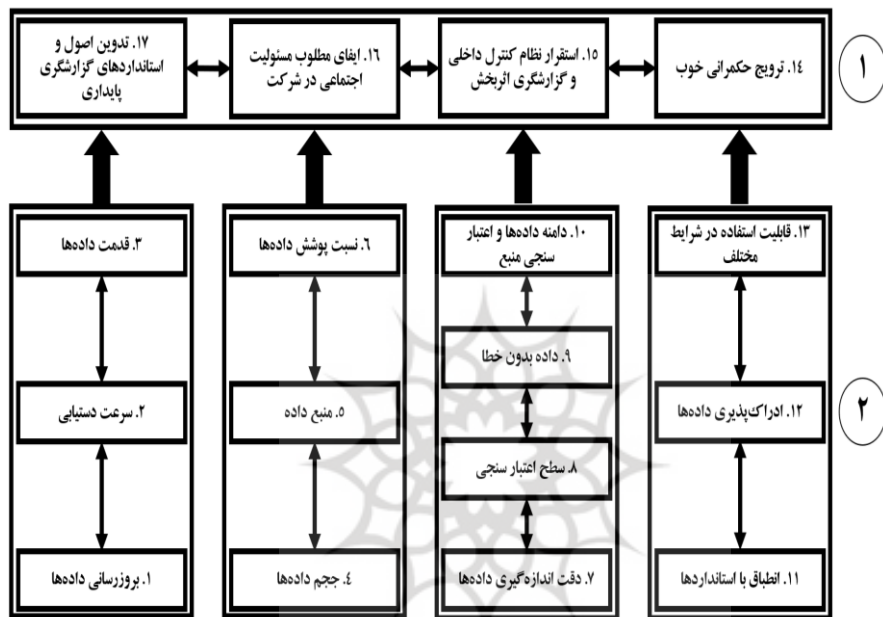 ۱
۱۴. ترویج حکمرانی خوب
۱۵. استقرار نظام کنترل داخلی
و گزارشگری اثربخش
۱۶. ایفای مطلوب مسئولیت
اجتماعی در شرکت
۱۷. تدوین اصول و
استانداردهای گزارشگری
پایداری
۲
۱۳. قابلیت استفاده در شرایط
مختلف
۱۲. ادراک‌پذیری داده‌ها
۱۱. انطباق با استانداردها
۱۰. دامنه داده‌ها و اعتبار
سنجی منبع
۹. داده بدون خطا
۸. سطح اعتبار سنجی
۷. دقت اندازه‌گیری داده‌ها
۶. نسبت پوشش داده‌ها
۵. منبع داده
۴. حجم داده‌ها
۳. قدمت داده‌ها
۲. سرعت دستیابی
۱. بروزرسانی داده‌ها